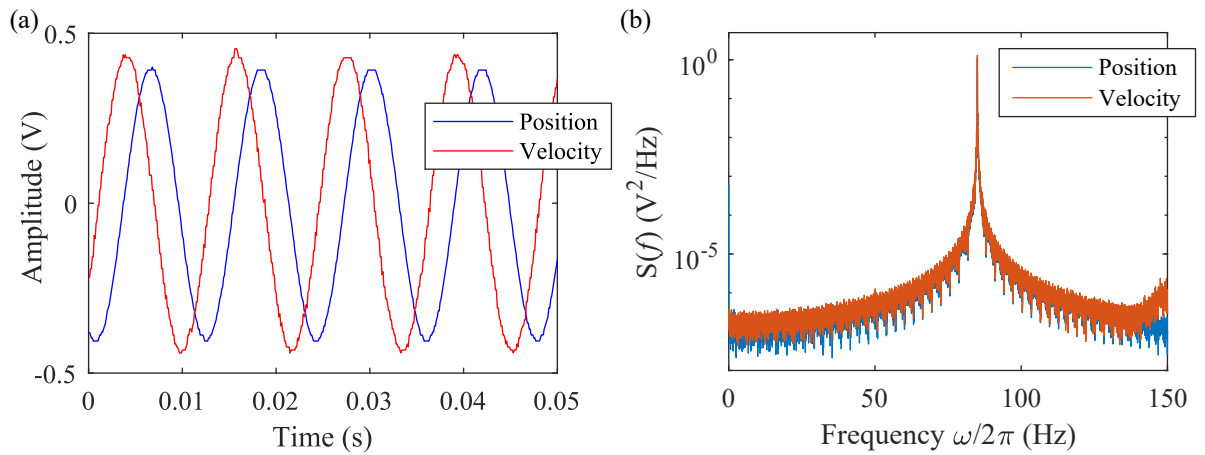 (a)
0.5
0
-0.5
Amplitude (V)
0
0.01
0.02
0.03
0.04
0.05
Time (s)
Position
Velocity
(b)
10^0
10^-5
S(f) (V^2/Hz)
0
50
100
150
Frequency ω/2π (Hz)
Position
Velocity